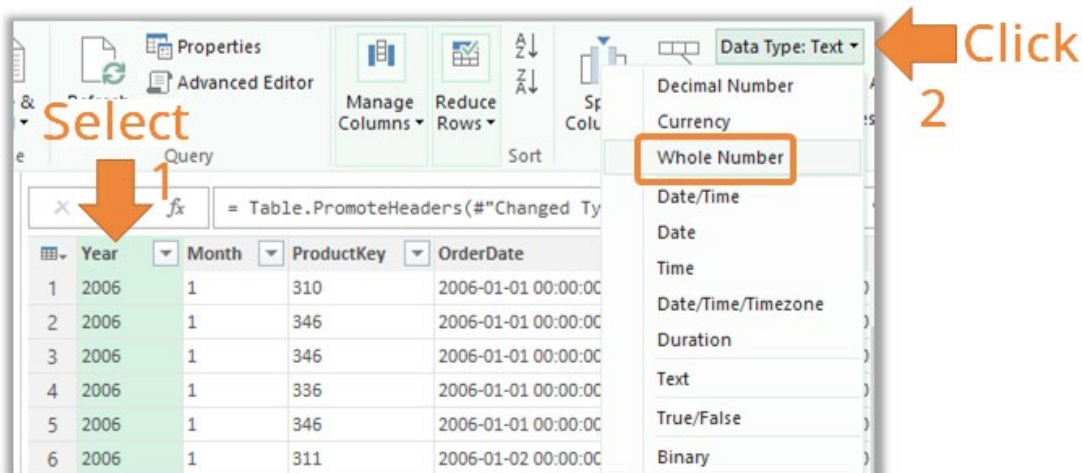 Properties
Advanced Editor
&
Select
1
Query
Manage
Columns
Reduce
Rows
Sort
Data Type: Text
Click
2
Decimal Number
Currency
Whole Number
Date/Time
Date
Time
Date/Time/Timezone
Duration
Text
True/False
Binary
fx = Table.PromoteHeaders(#"Changed Ty
Year Month ProductKey OrderDate
1 2006 1 310 2006-01-01 00:00:00
2 2006 1 346 2006-01-01 00:00:00
3 2006 1 346 2006-01-01 00:00:00
4 2006 1 336 2006-01-01 00:00:00
5 2006 1 346 2006-01-01 00:00:00
6 2006 1 311 2006-01-02 00:00:00